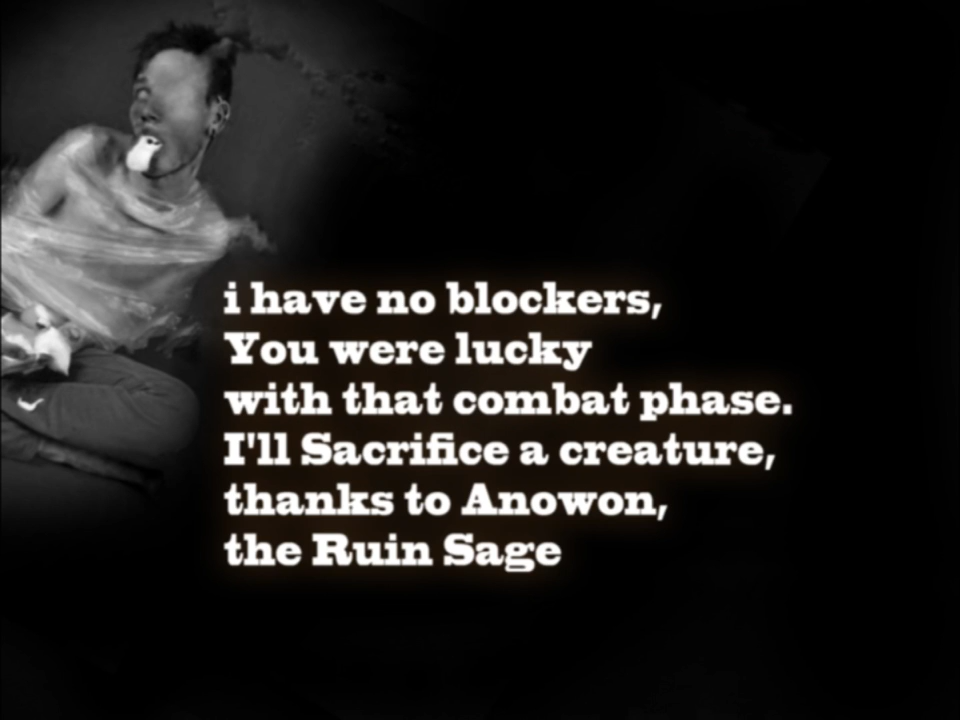 i have no blockers,
You were lucky
with that combat phase.
I'll Sacrifice a creature,
thanks to Anowon,
the Ruin Sage